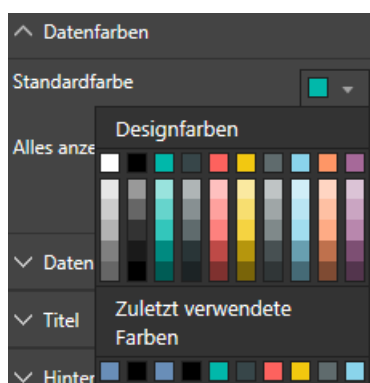 Datenfarben
Standardfarbe
Designfarben
Alles anze
Daten
Zuletzt verwendete
Titel
Farben
Hinter